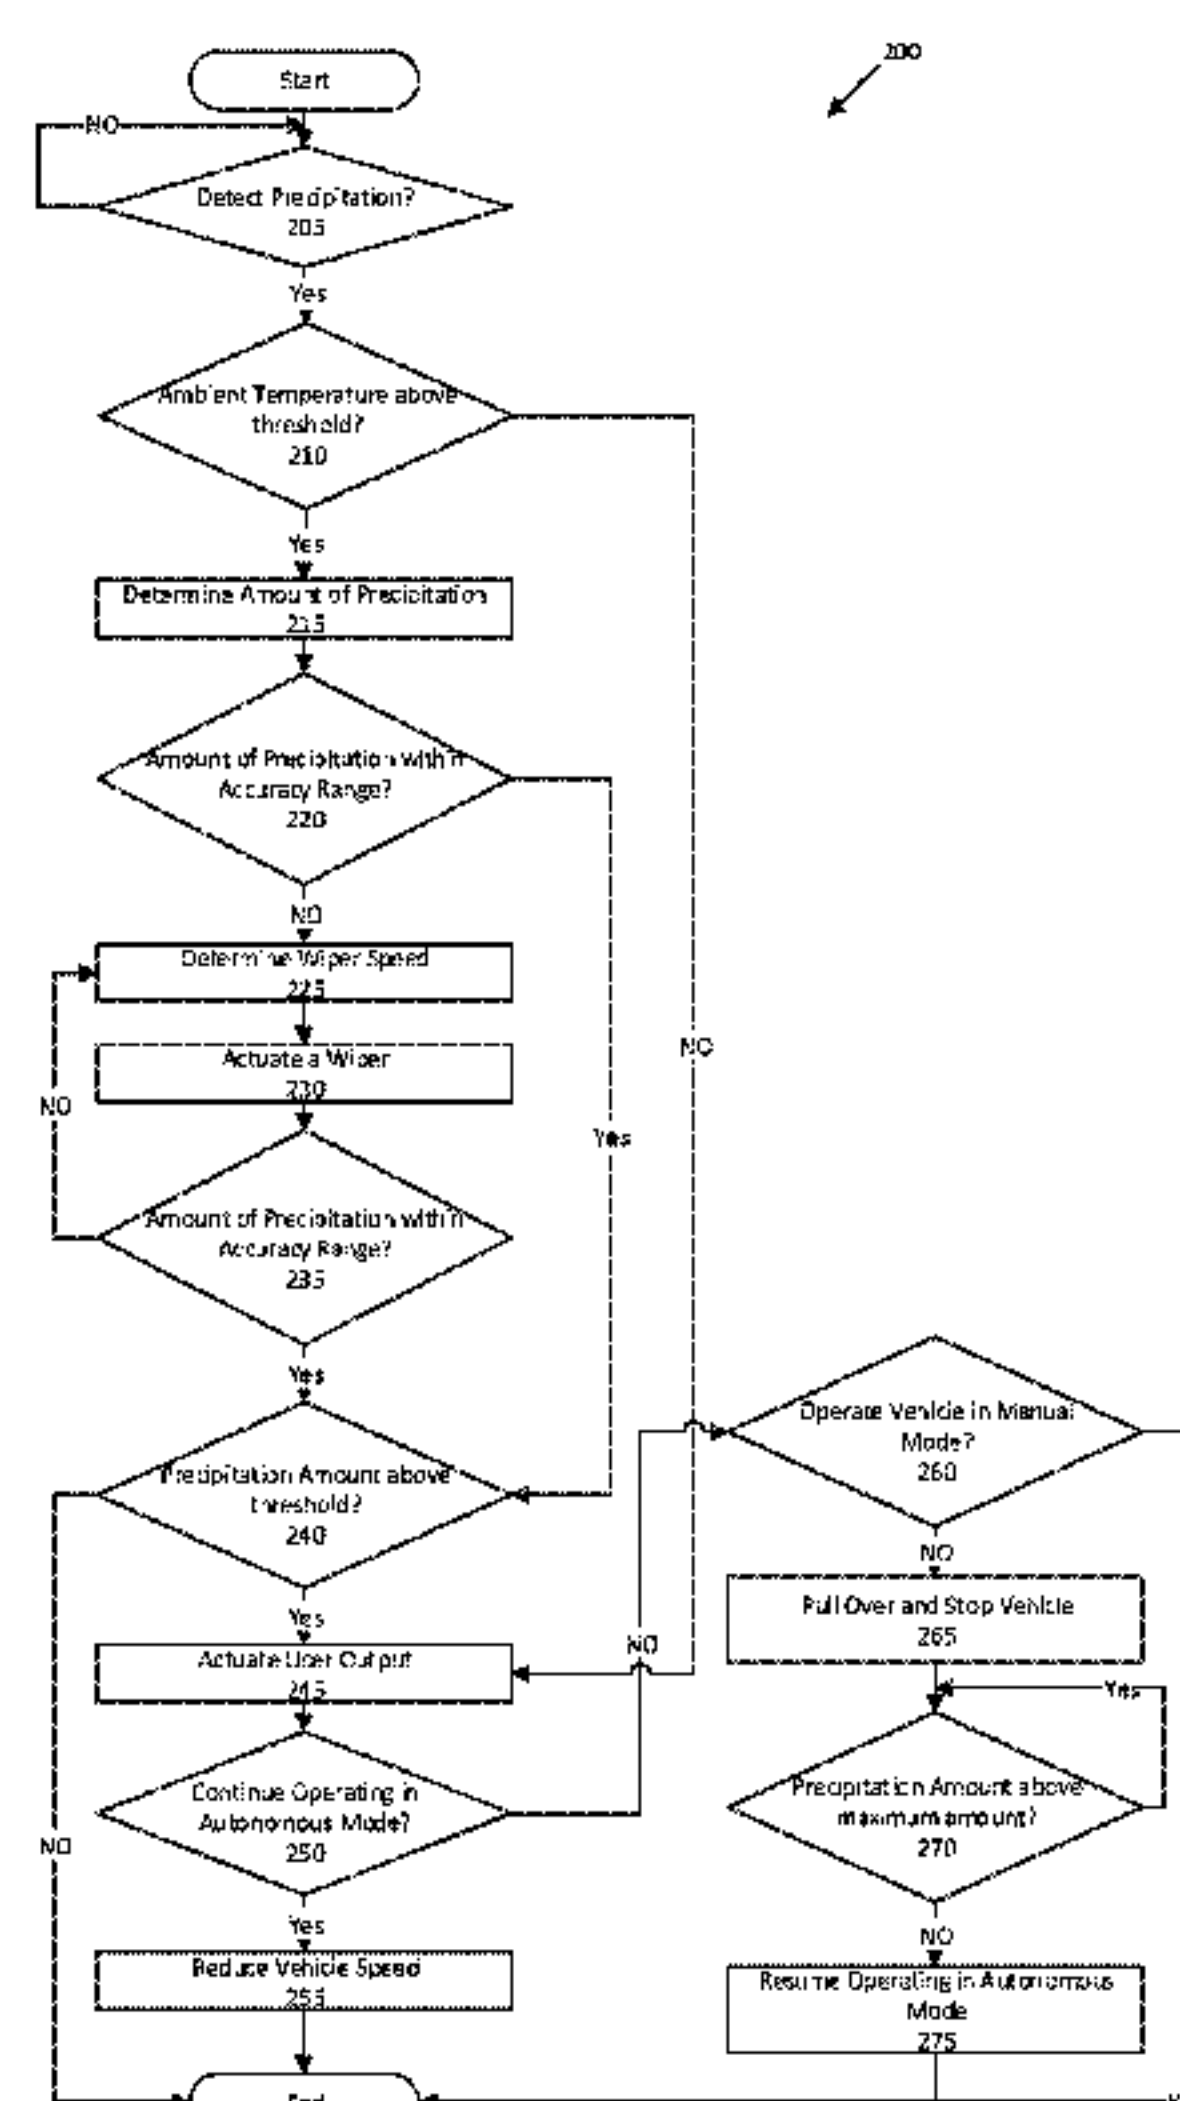 200
Start
NO
Detect Precipitation?
205
Yes
Ambient Temperature above
threshold?
210
Yes
Determine Amount of Precipitation
215
Amount of Precipitation within
Accuracy Range?
220
NO
Determine Wiper Speed
225
Actuate a Wiper
230
NO
NO
Yes
Amount of Precipitation within
Accuracy Range?
235
Yes
Precipitation Amount above
threshold?
240
Yes
Actuate User Output
245
Continue Operating in
Autonomous Mode?
250
NO
NO
Yes
Reduce Vehicle Speed
255
End
Operate Vehicle in Manual
Mode?
260
NO
Pull Over and Stop Vehicle
265
Yes
Precipitation Amount above
maximum amount?
270
NO
Resume Operating in Autonomous
Mode
275